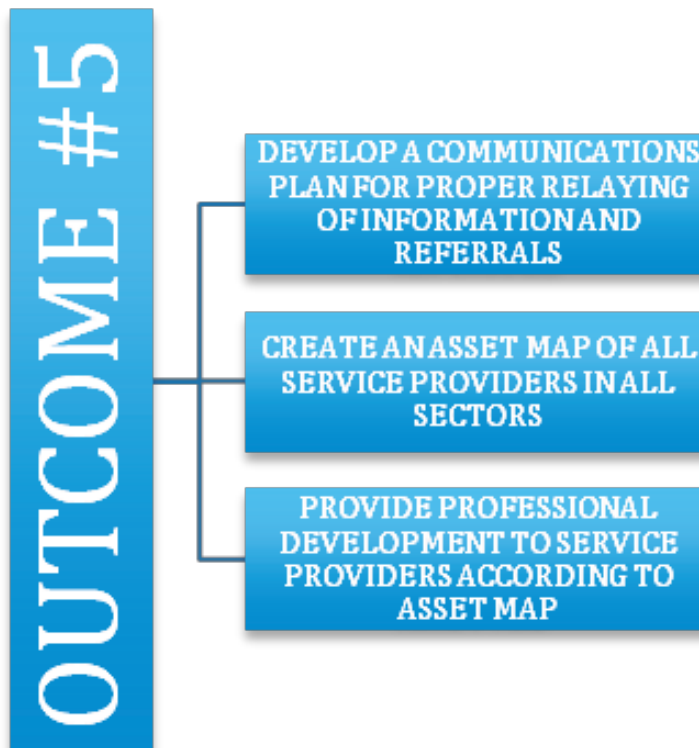 OUTCOME #5
DEVELOP A COMMUNICATIONS
PLAN FOR PROPER RELAYING
OF INFORMATION AND
REFERRALS
CREATE AN ASSET MAP OF ALL
SERVICE PROVIDERS IN ALL
SECTORS
PROVIDE PROFESSIONAL
DEVELOPMENT TO SERVICE
PROVIDERS ACCORDING TO
ASSET MAP